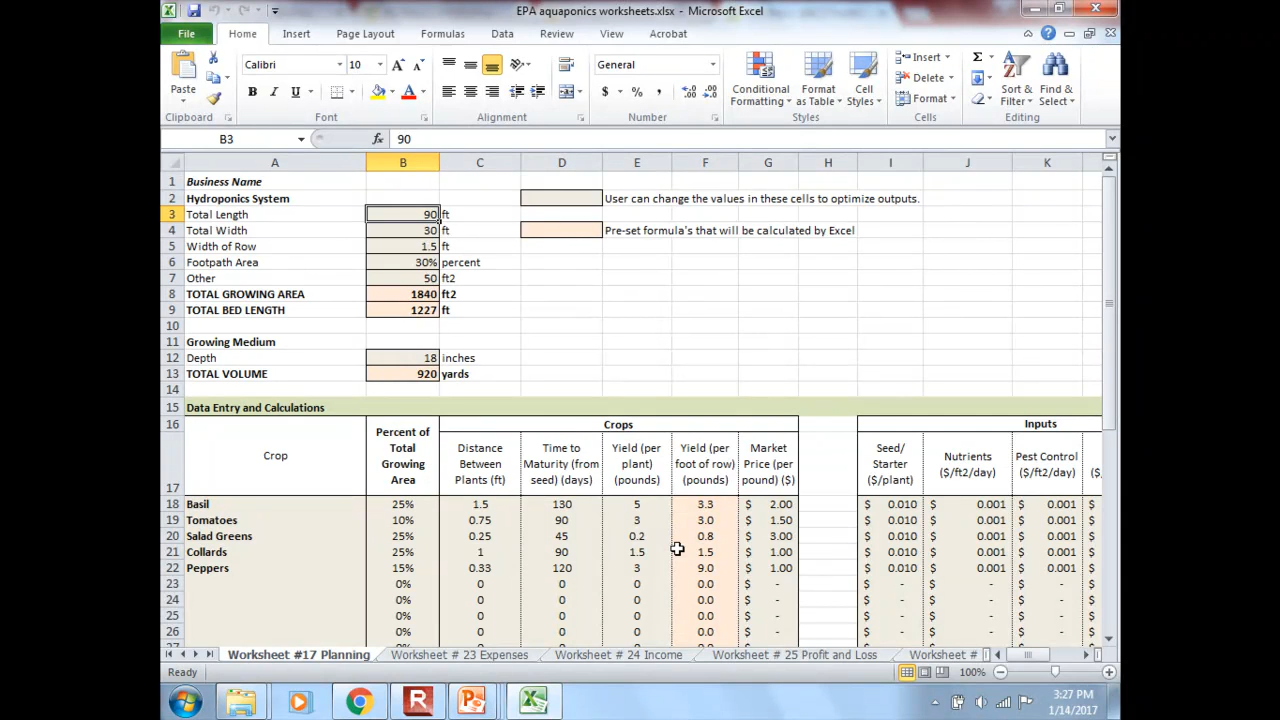 EPA aquaponics worksheets.xlsx - Microsoft Excel
File Home Insert Page Layout Formulas Data Review View Acrobat
Calibri 10 A A General Insert Σ
Paste B I U A $ % , Conditional Formatting Format as Table Cell Styles Delete Format Sort & Filter Find & Select
Clipboard Font Alignment Number Styles Cells Editing
B3 fx 90
A B C D E F G H I J K
1 Business Name
2 Hydroponics System User can change the values in these cells to optimize outputs.
3 Total Length 90 ft
4 Total Width 30 ft Pre-set formula's that will be calculated by Excel
5 Width of Row 1.5 ft
6 Footpath Area 30% percent
7 Other 50 ft2
8 TOTAL GROWING AREA 1840 ft2
9 TOTAL BED LENGTH 1227 ft
10
11 Growing Medium
12 Depth 18 inches
13 TOTAL VOLUME 920 yards
14
15 Data Entry and Calculations
16 Crops Inputs
17 Crop Percent of Total Growing Area Distance Between Plants (ft) Time to Maturity (from seed) (days) Yield (per plant) (pounds) Yield (per foot of row) (pounds) Market Price (per pound) ($) Seed/ Starter ($/plant) Nutrients ($/ft2/day) Pest Control ($/ft2/day) ($/
18 Basil 25% 1.5 130 5 3.3 $ 2.00 $ 0.010 $ 0.001 $ 0.001 $
19 Tomatoes 10% 0.75 90 3 3.0 $ 1.50 $ 0.010 $ 0.001 $ 0.001 $
20 Salad Greens 25% 0.25 45 0.2 0.8 $ 3.00 $ 0.010 $ 0.001 $ 0.001 $
21 Collards 25% 1 90 1.5 1.5 $ 1.00 $ 0.010 $ 0.001 $ 0.001 $
22 Peppers 15% 0.33 120 3 9.0 $ 1.00 $ 0.010 $ 0.001 $ 0.001 $
23 0% 0 0 0 0.0 $ - $ - $ - $ - $
24 0% 0 0 0 0.0 $ - $ - $ - $ - $
25 0% 0 0 0 0.0 $ - $ - $ - $ - $
26 0% 0 0 0 0.0 $ - $ - $ - $ - $
Worksheet #17 Planning Worksheet # 23 Expenses Worksheet # 24 Income Worksheet # 25 Profit and Loss Worksheet #
Ready 100%
3:27 PM
1/14/2017